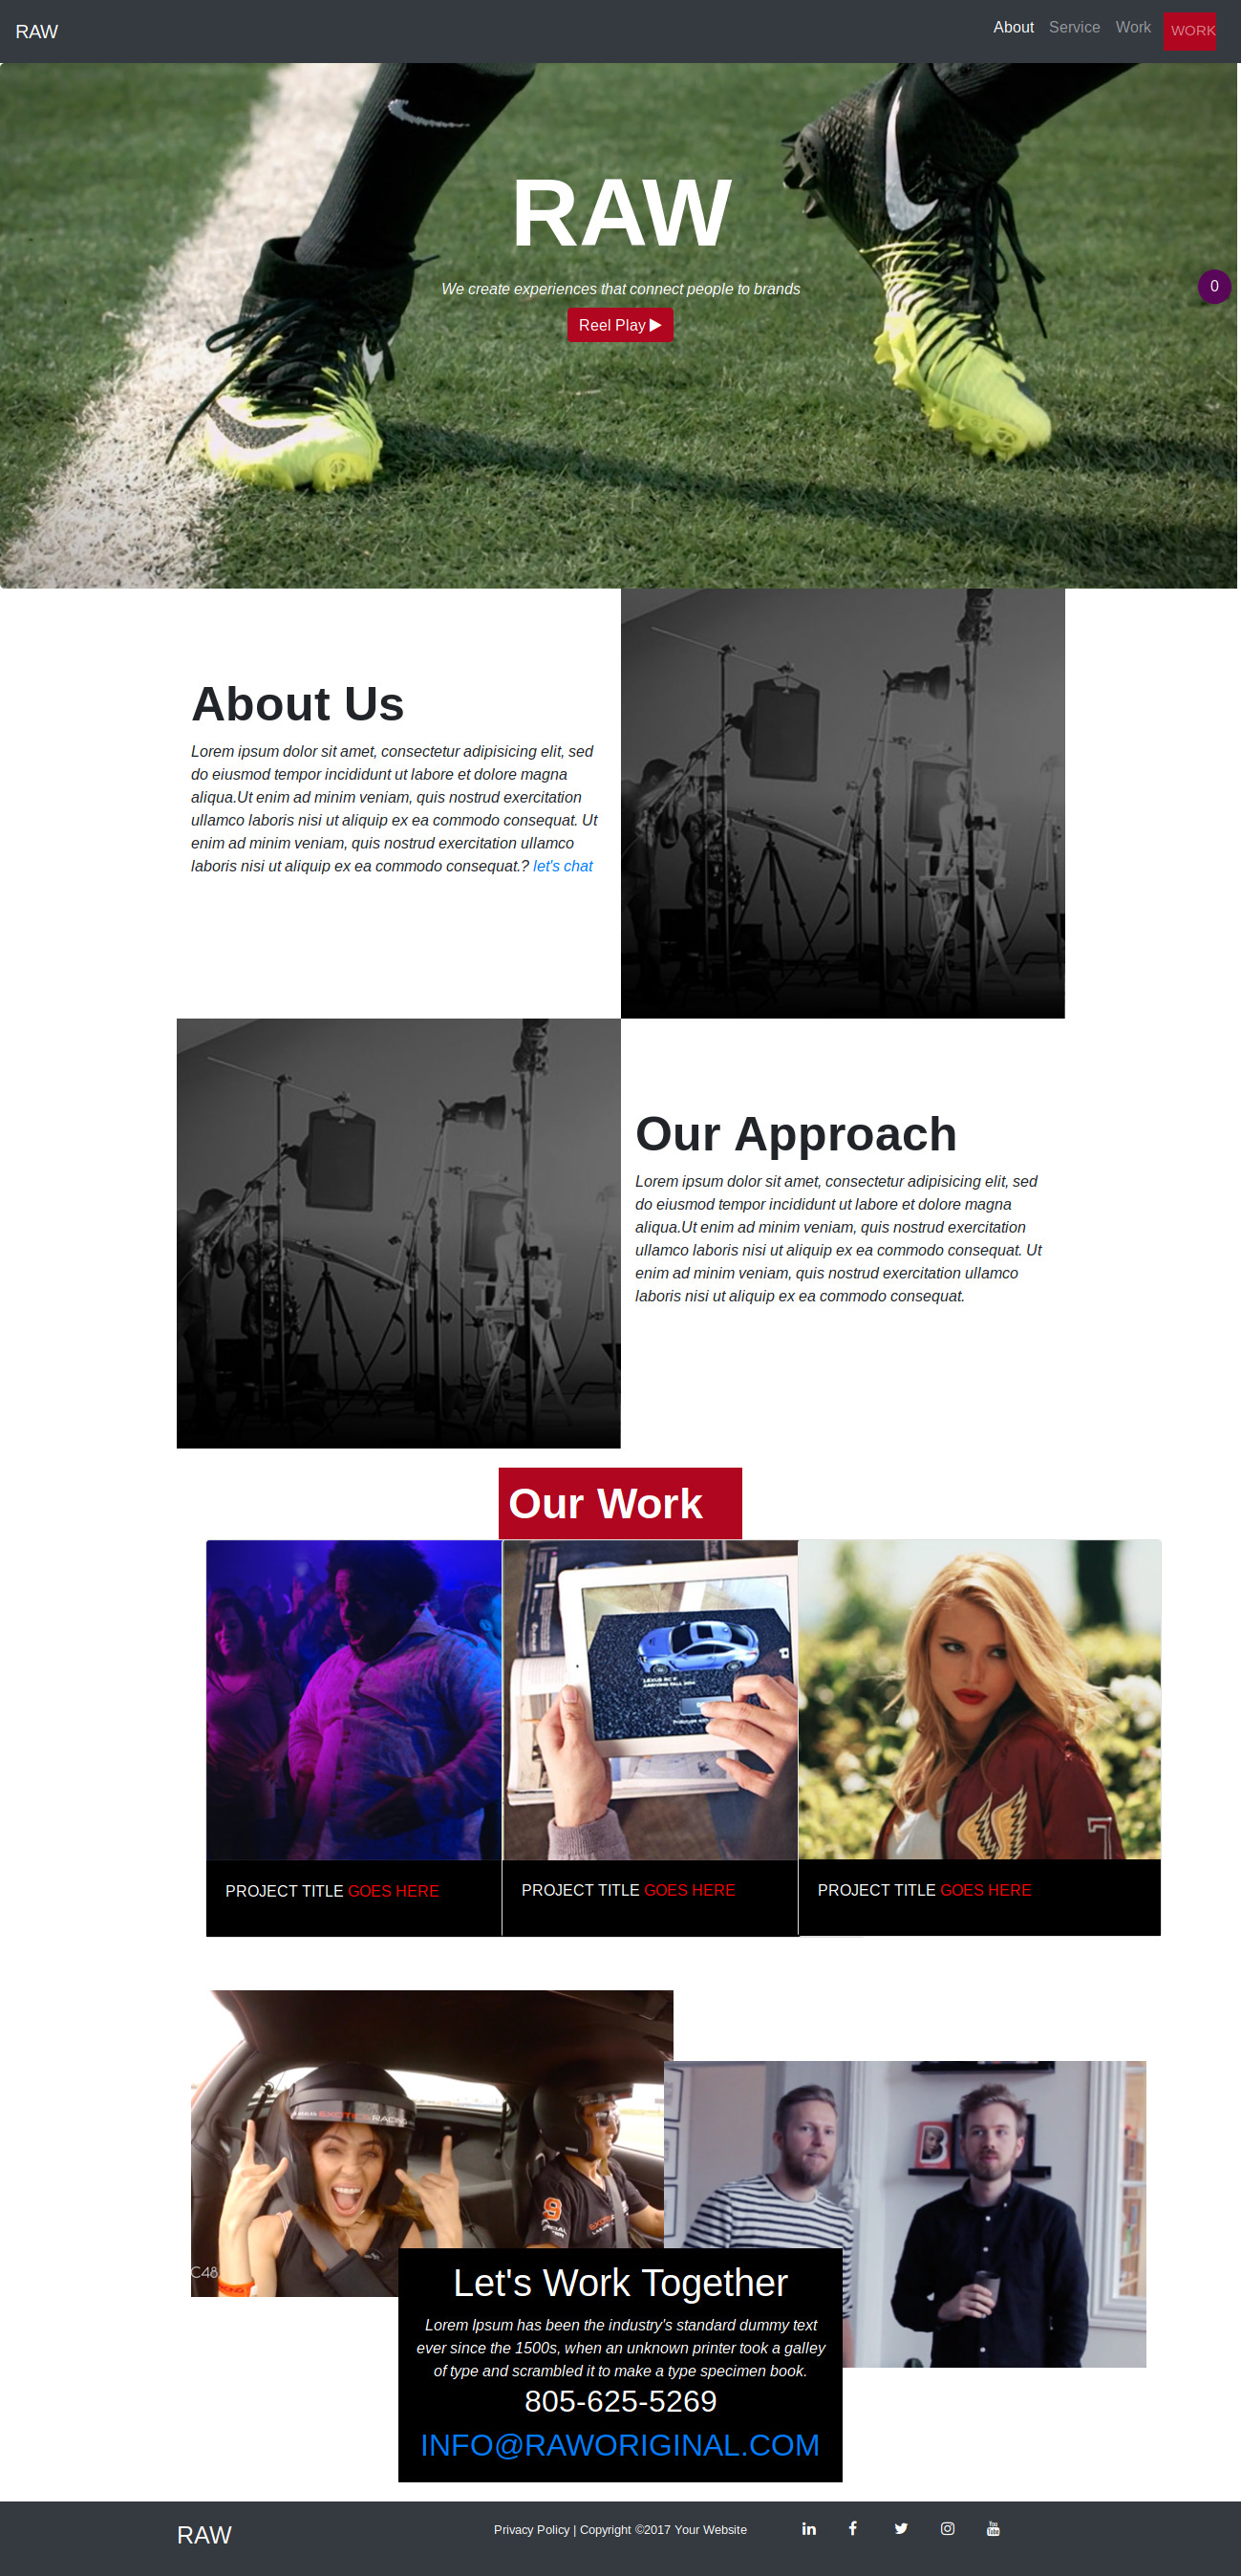 RAW
About Service Work WORK
RAW
We create experiences that connect people to brands
0
Reel Play
About Us
Lorem ipsum dolor sit amet, consectetur adipisicing elit, sed
do eiusmod tempor incididunt ut labore et dolore magna
aliqua.Ut enim ad minim veniam, quis nostrud exercitation
ullamco laboris nisi ut aliquip ex ea commodo consequat. Ut
enim ad minim veniam, quis nostrud exercitation ullamco
laboris nisi ut aliquip ex ea commodo consequat.? let's chat
Our Approach
Lorem ipsum dolor sit amet, consectetur adipisicing elit, sed
do eiusmod tempor incididunt ut labore et dolore magna
aliqua.Ut enim ad minim veniam, quis nostrud exercitation
ullamco laboris nisi ut aliquip ex ea commodo consequat. Ut
enim ad minim veniam, quis nostrud exercitation ullamco
laboris nisi ut aliquip ex ea commodo consequat.
Our Work
PROJECT TITLE GOES HERE
PROJECT TITLE GOES HERE
PROJECT TITLE GOES HERE
EXOTICS RACING
9
C48
Let's Work Together
Lorem Ipsum has been the industry's standard dummy text
ever since the 1500s, when an unknown printer took a galley
of type and scrambled it to make a type specimen book.
805-625-5269
INFO@RAWORIGINAL.COM
RAW
Privacy Policy | Copyright ©2017 Your Website